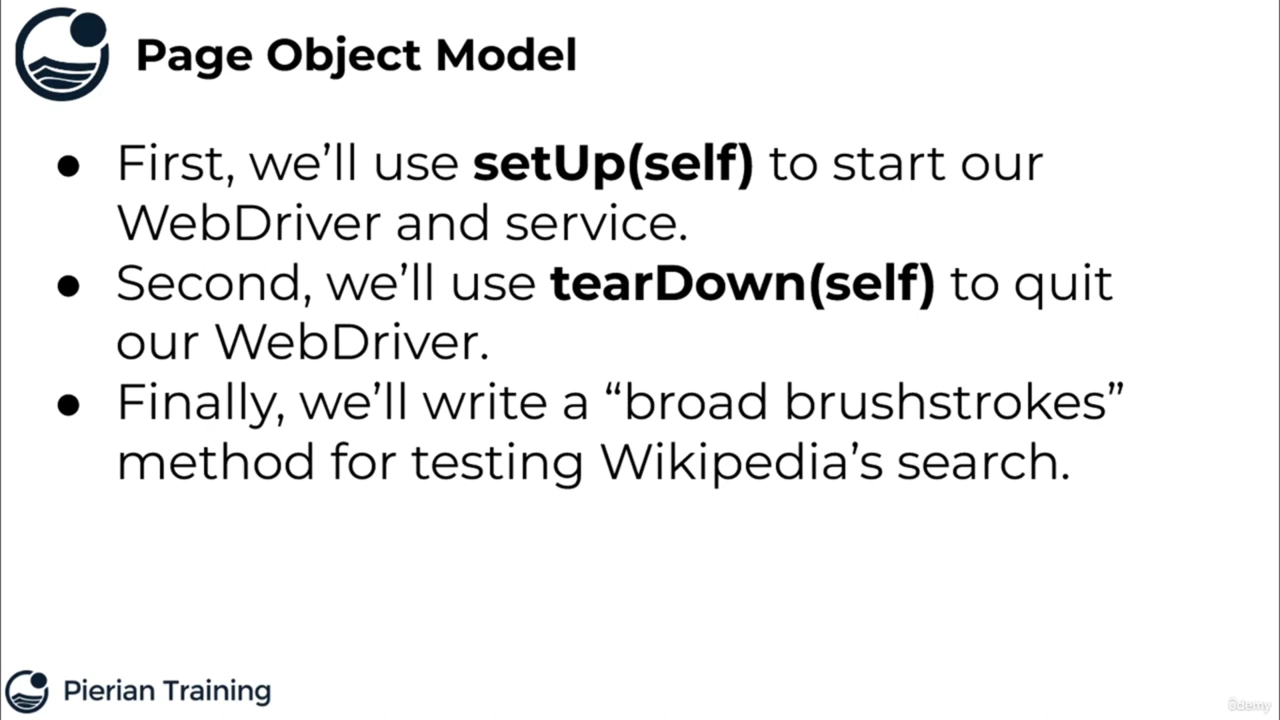 Page Object Model
● First, we’ll use setUp(self) to start our
WebDriver and service.
● Second, we’ll use tearDown(self) to quit
our WebDriver.
● Finally, we’ll write a “broad brushstrokes”
method for testing Wikipedia’s search.
Pierian Training
ûdemy